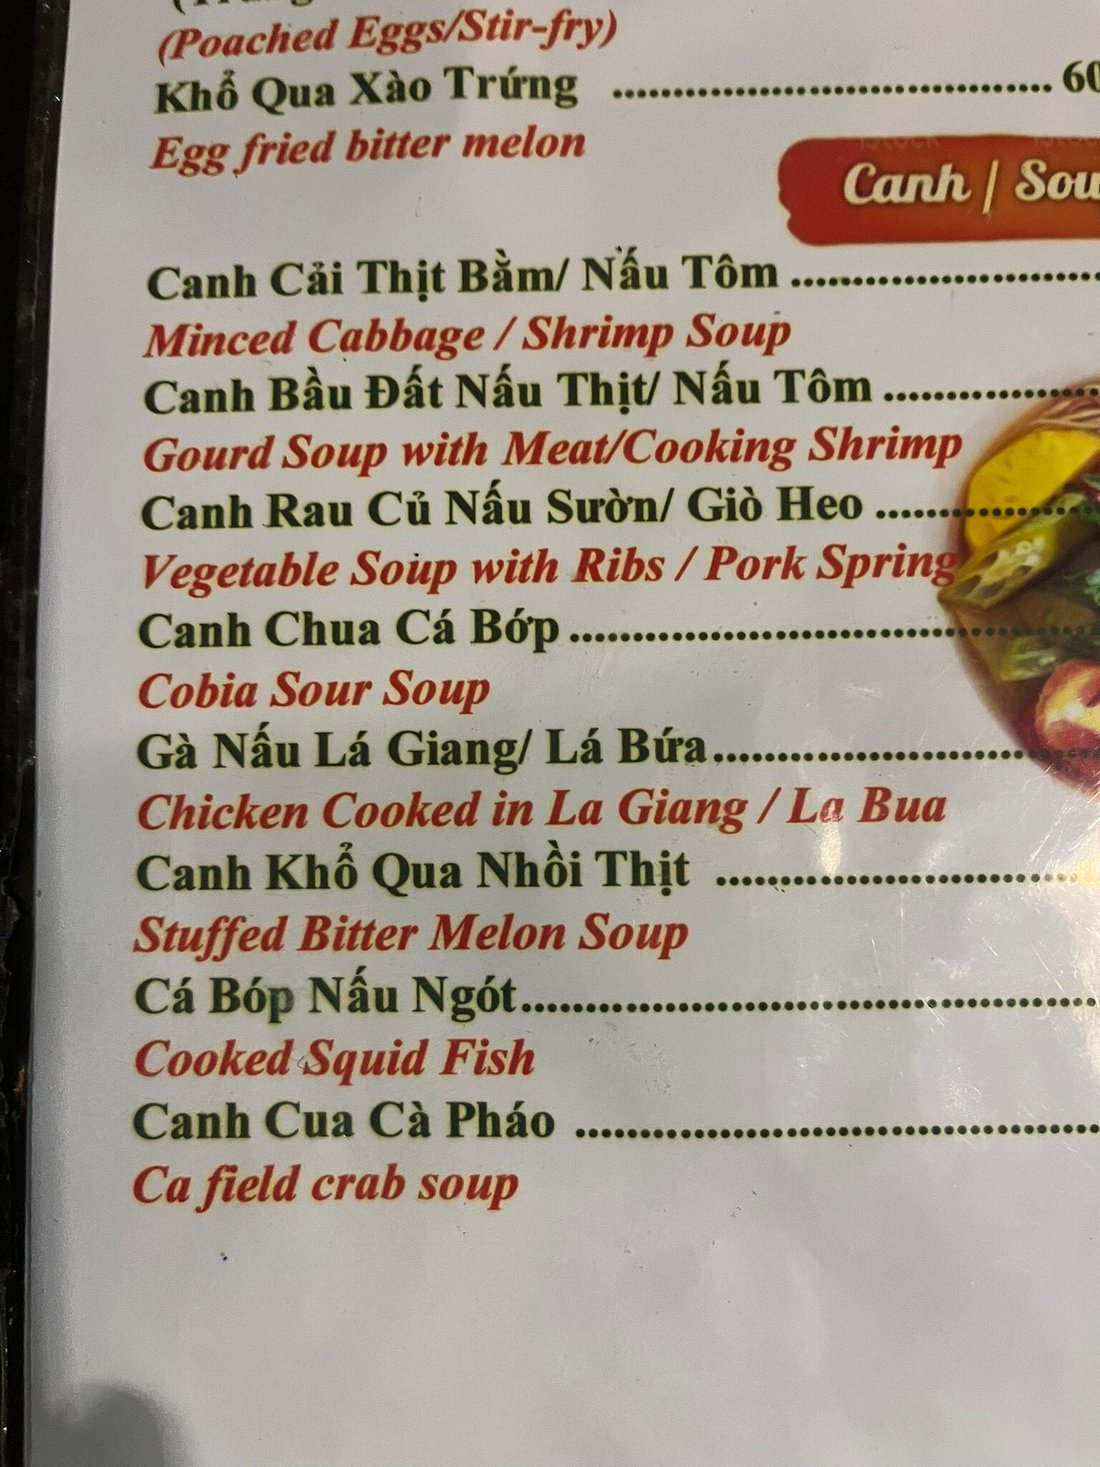 (Poached Eggs/Stir-fry)
Khổ Qua Xào Trứng ........................................ 60
Egg fried bitter melon
Canh / Sou
Canh Cải Thịt Bằm/ Nấu Tôm ........................
Minced Cabbage / Shrimp Soup
Canh Bầu Đất Nấu Thịt/ Nấu Tôm ..................
Gourd Soup with Meat/Cooking Shrimp
Canh Rau Củ Nấu Sườn/ Giò Heo ..................
Vegetable Soup with Ribs / Pork Spring
Canh Chua Cá Bớp ..........................................
Cobia Sour Soup
Gà Nấu Lá Giang/ Lá Bứa...............................
Chicken Cooked in La Giang / La Bua
Canh Khổ Qua Nhồi Thịt ..............................
Stuffed Bitter Melon Soup
Cá Bóp Nấu Ngót.............................................
Cooked Squid Fish
Canh Cua Cà Pháo ........................................
Ca field crab soup